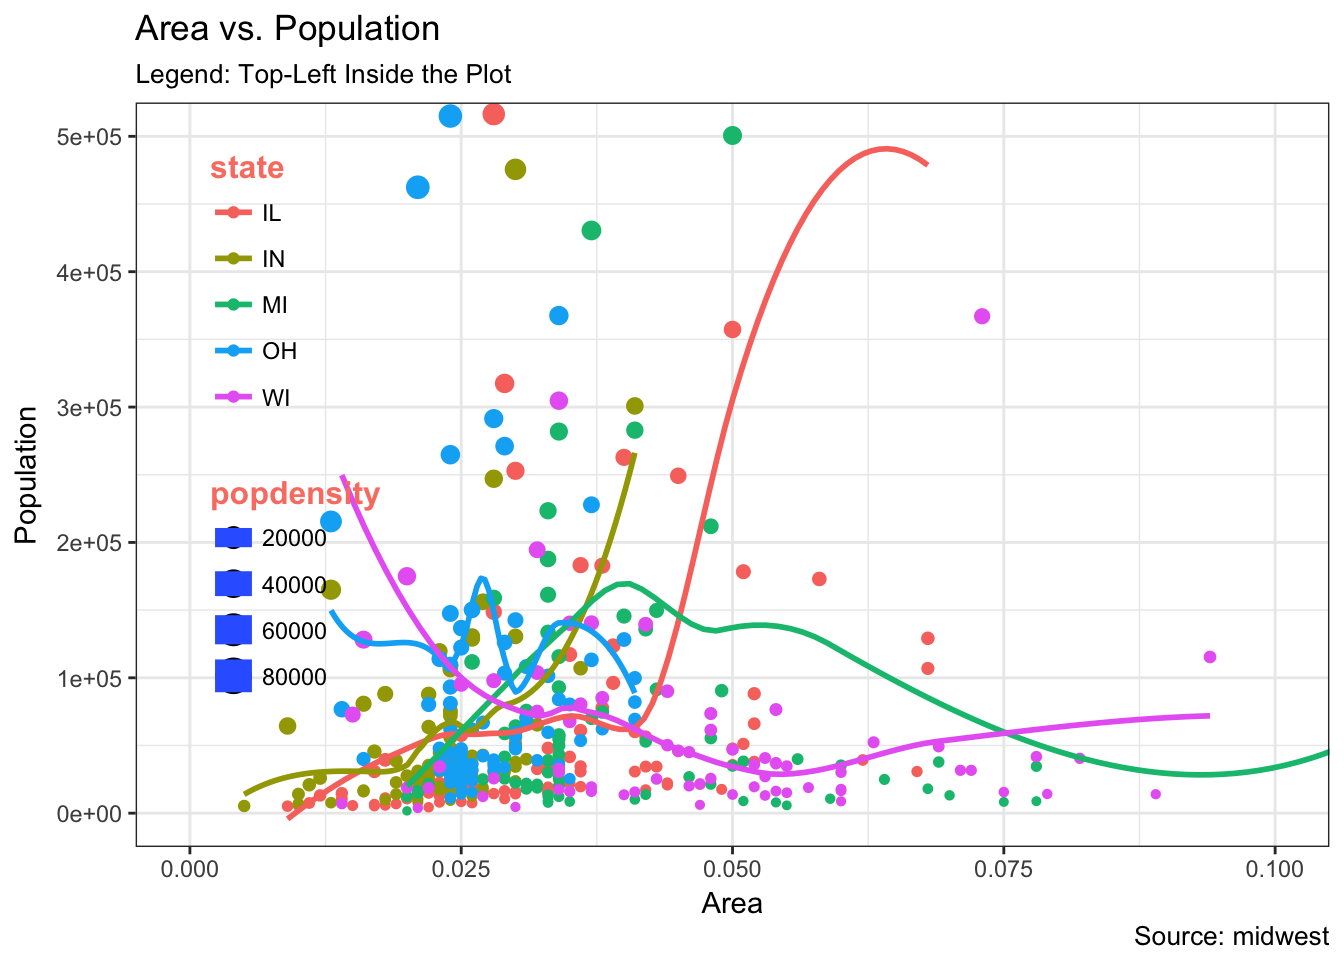 Area vs. Population
Legend: Top-Left Inside the Plot
5e+05
4e+05
3e+05
2e+05
1e+05
0e+00
Population
state
IL
IN
MI
OH
WI
popdensity
20000
40000
60000
80000
0.000
0.025
0.050
0.075
0.100
Area
Source: midwest